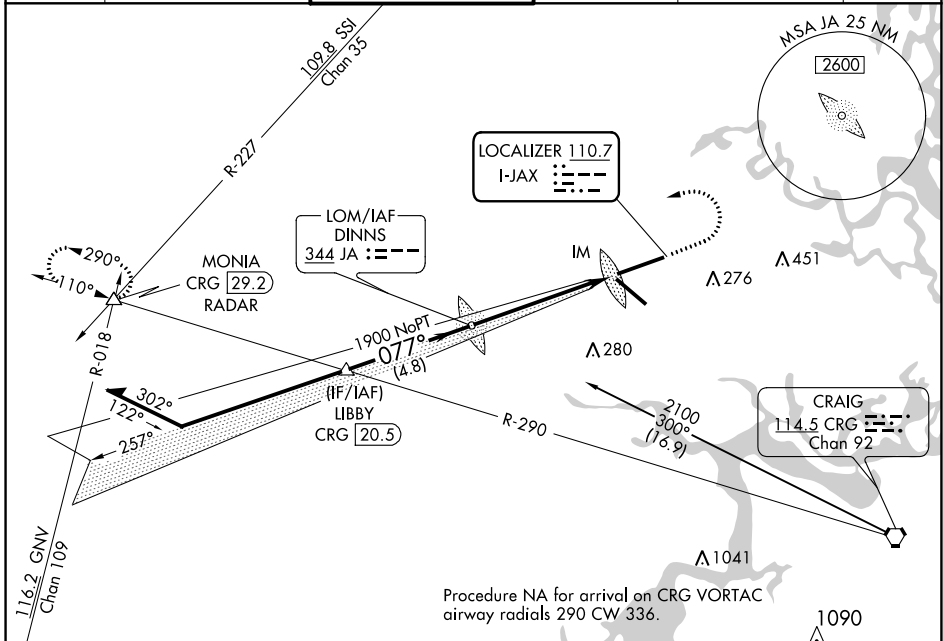 109.8 SSI
Chan 35
R-227
MSA JA 25 NM
2600
LOCALIZER 110.7
I-JAX
LOM/IAF
DINNS
344 JA
290°
110°
MONIA
CRG 29.2
RADAR
IM
276
451
R-018
1900 NoPT
077°
(4.8)
280
302°
122°
257°
(IF/IAF)
LIBBY
CRG 20.5
R-290
2100
300°
(16.9)
CRAIG
114.5 CRG
Chan 92
116.2 GNV
Chan 109
1041
Procedure NA for arrival on CRG VORTAC
airway radials 290 CW 336.
1090